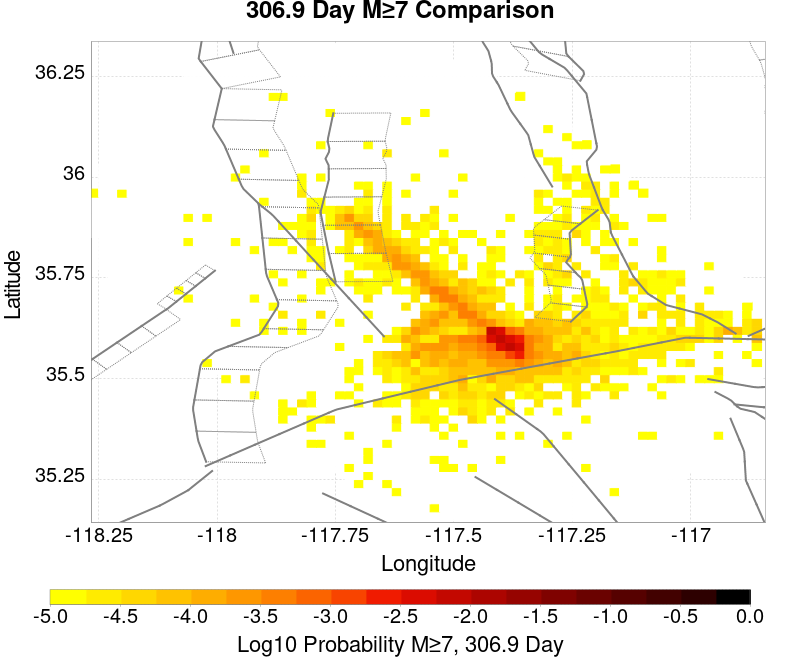 306.9 Day M≥7 Comparison
36.25
36
35.75
35.5
35.25
Latitude
-118.25 -118 -117.75 -117.5 -117.25 -117
Longitude
-5.0 -4.5 -4.0 -3.5 -3.0 -2.5 -2.0 -1.5 -1.0 -0.5 0.0
Log10 Probability M≥7, 306.9 Day